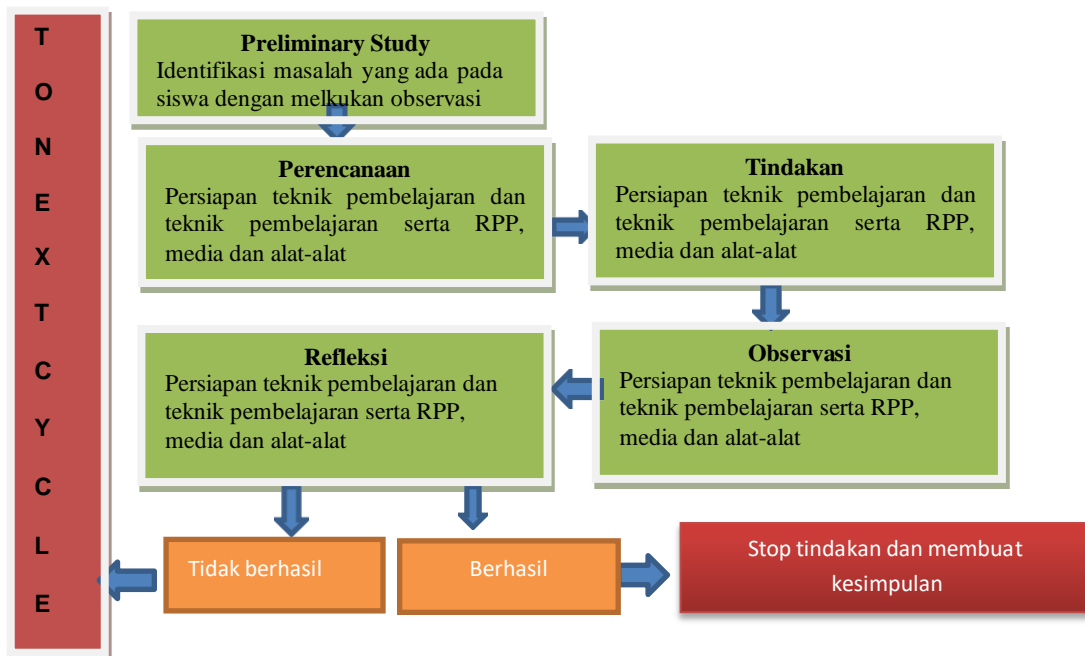 T
O
N
E
X
T
C
Y
C
L
E
Preliminary Study
Identifikasi masalah yang ada pada
siswa dengan melkukan observasi
Perencanaan
Persiapan teknik pembelajaran dan
teknik pembelajaran serta RPP,
media dan alat-alat
Tindakan
Persiapan teknik pembelajaran dan
teknik pembelajaran serta RPP,
media dan alat-alat
Refleksi
Persiapan teknik pembelajaran dan
teknik pembelajaran serta RPP,
media dan alat-alat
Observasi
Persiapan teknik pembelajaran dan
teknik pembelajaran serta RPP,
media dan alat-alat
Tidak berhasil
Berhasil
Stop tindakan dan membuat
kesimpulan